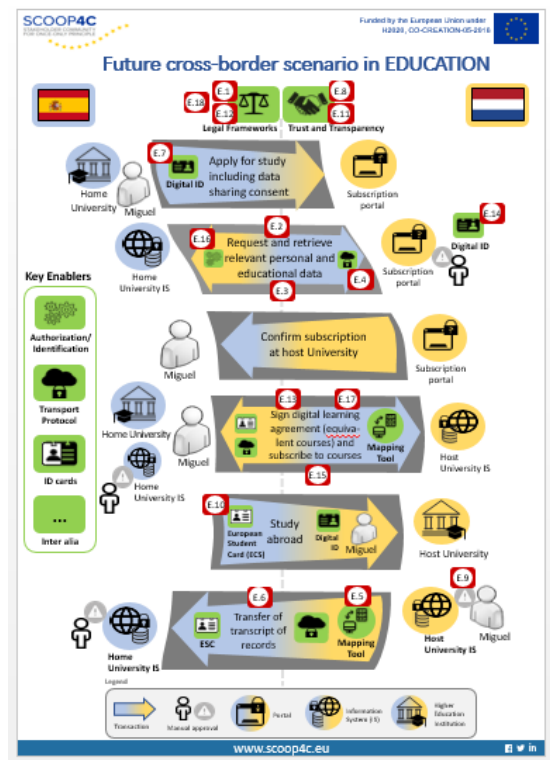 SCOOP4C
STAKEHOLDER COMMUNITY
FOR ONCE-ONLY PRINCIPLE
Funded by the European Union under
H2020, CO-CREATION-05-2016
Future cross-border scenario in EDUCATION
E.1
E.8
E.18
E.12
E.11
Legal Frameworks
Trust and Transparency
E.7
Digital ID
Apply for study
including data
sharing consent
Home
University
Miguel
Subscription
portal
E.2
E.14
E.16
Request and retrieve
relevant personal and
educational data
E.4
E.3
Digital ID
Home
University IS
Subscription
portal
Key Enablers
Authorization/
Identification
Transport
Protocol
ID cards
...
Inter alia
Confirm subscription
at host University
Miguel
Subscription
portal
E.13
E.17
Sign digital learning
agreement (equiva-
lent courses) and
subscribe to courses
Mapping
Tool
E.15
Home University
Miguel
Home
University IS
Host
University IS
E.10
European
Student
Card (ECS)
Study
abroad
Digital
ID
Miguel
Host University
E.6
E.5
E.9
Transfer of
transcript of
records
ESC
Mapping
Tool
Home
University IS
Host
University IS
Miguel
Legend
Transaction
Manual approval
Portal
Information
System (IS)
Higher
Education
Institution
www.scoop4c.eu